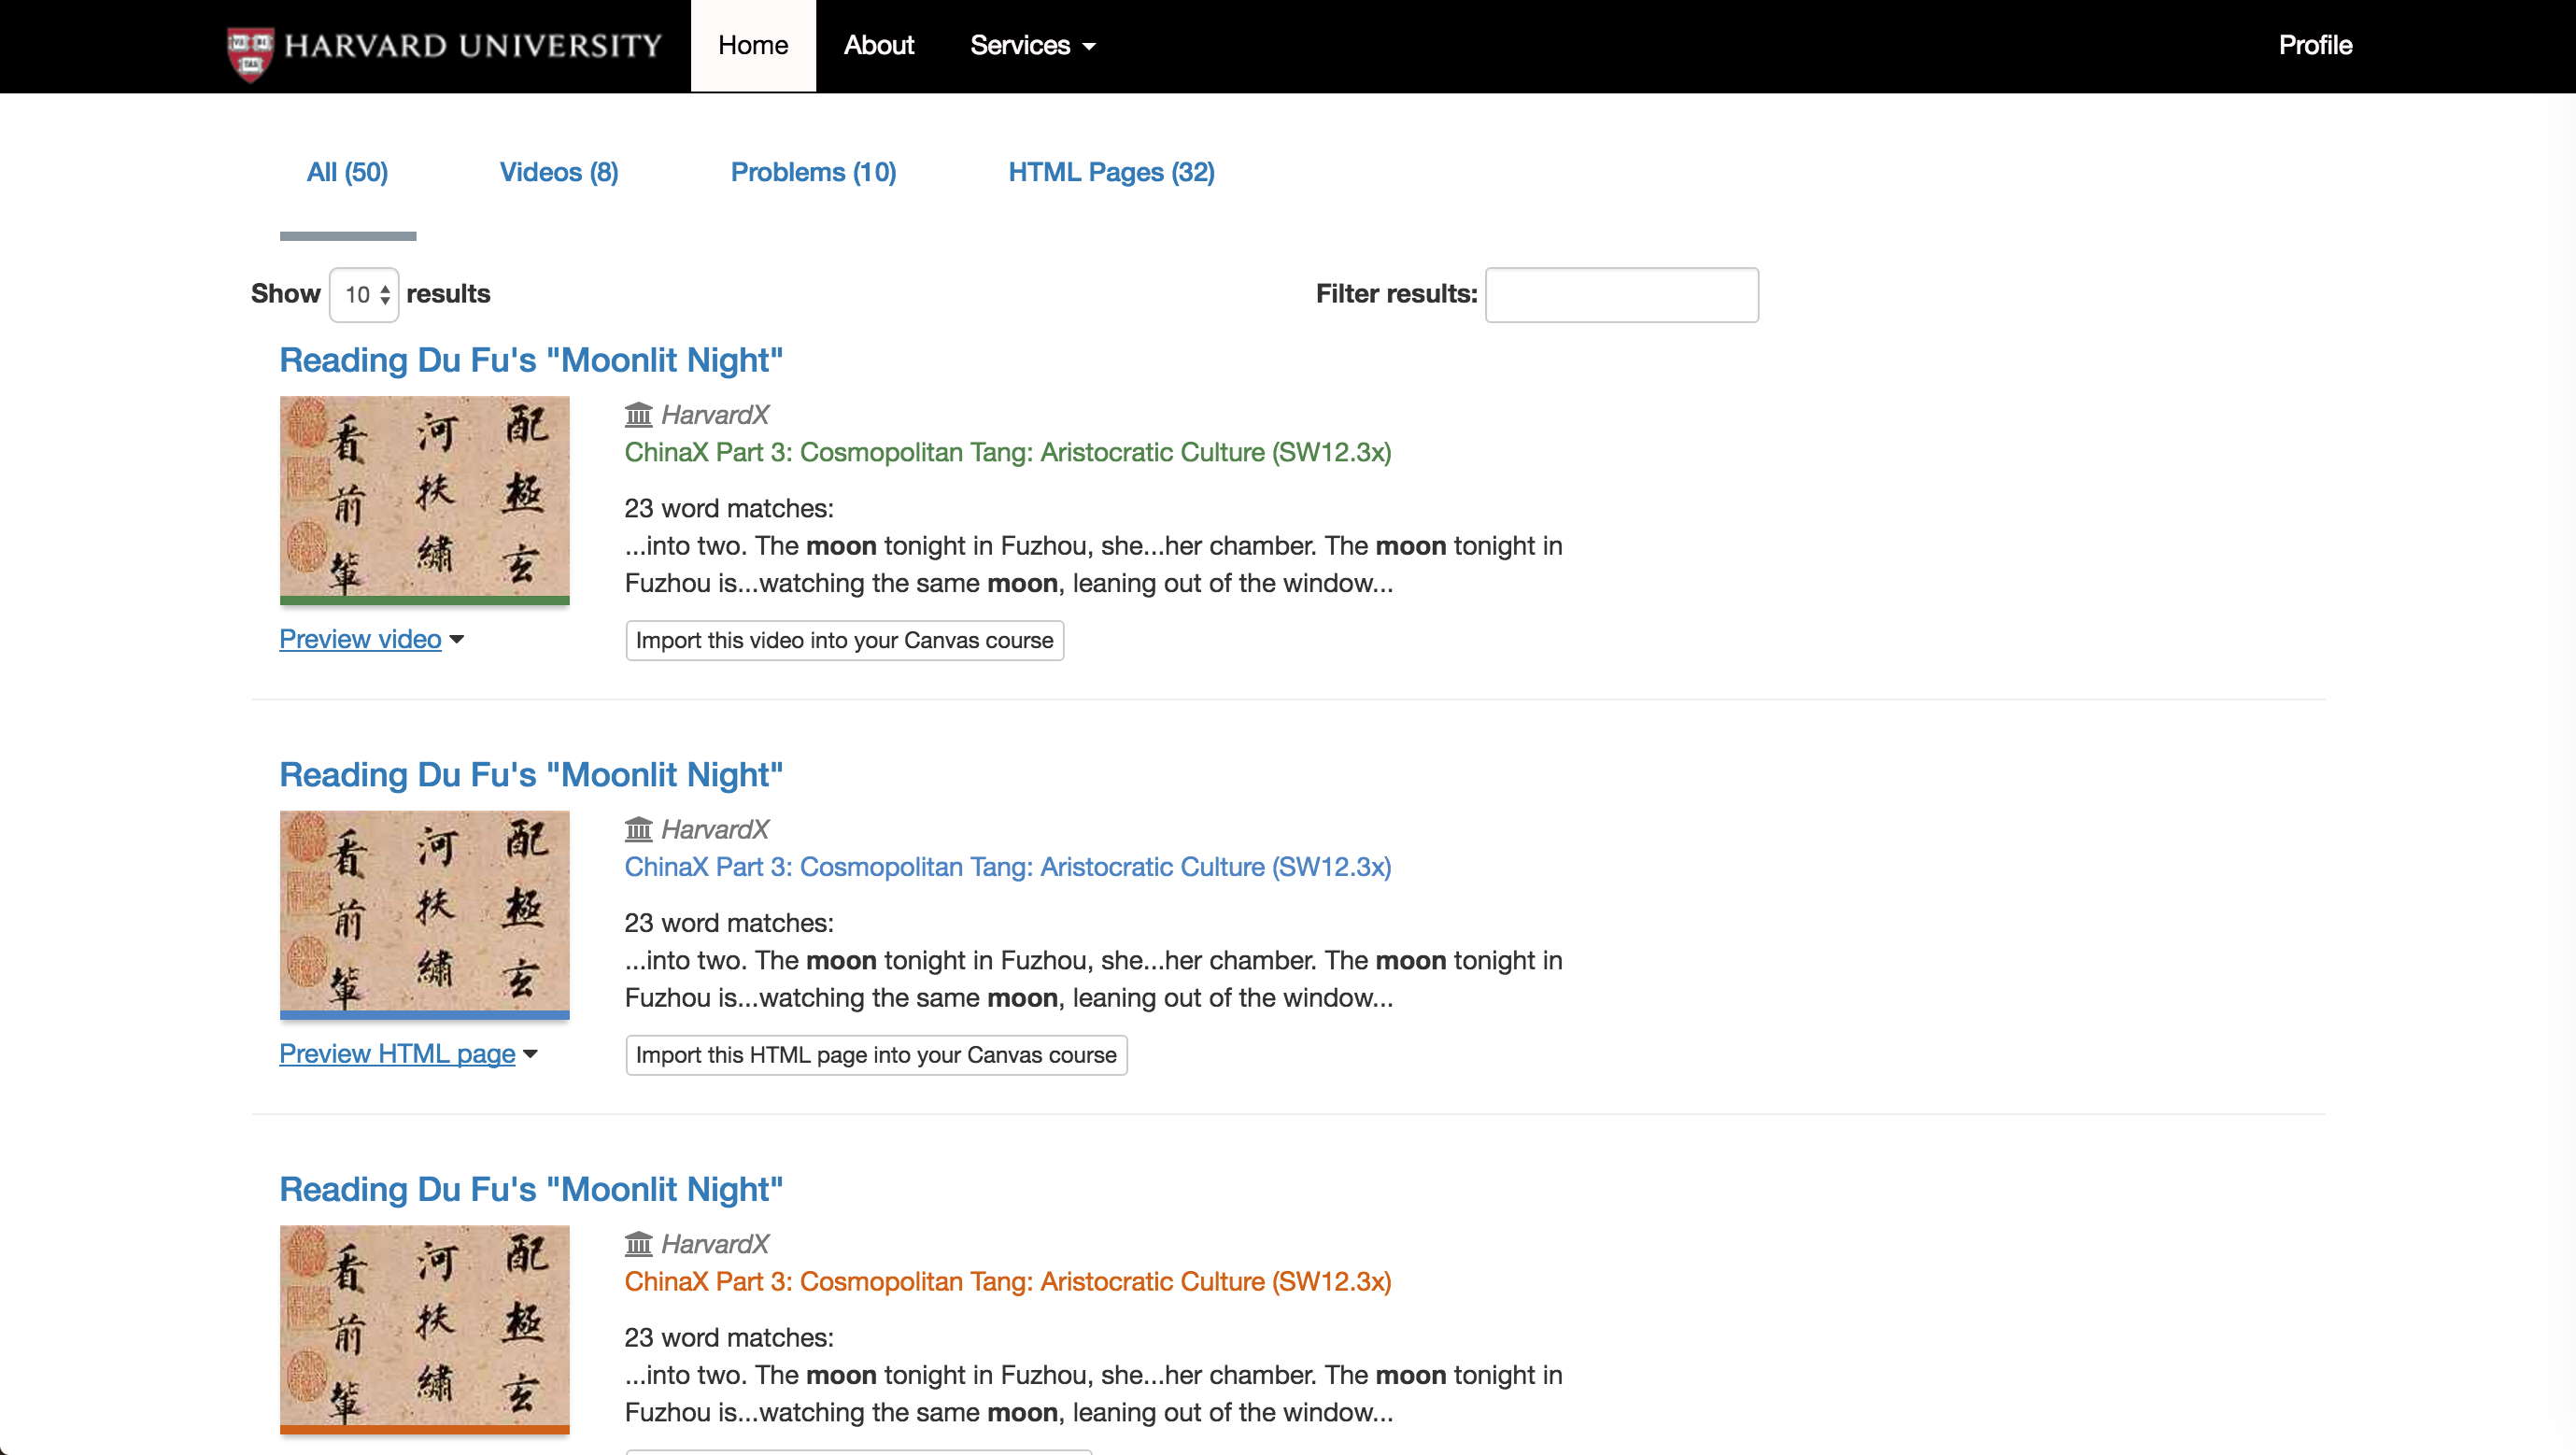 HARVARD UNIVERSITY
Home
About
Services
Profile
All (50)
Videos (8)
Problems (10)
HTML Pages (32)
Show 10 results
Filter results:
Reading Du Fu's "Moonlit Night"
配極玄
河扶繡
看前輩
HarvardX
ChinaX Part 3: Cosmopolitan Tang: Aristocratic Culture (SW12.3x)
23 word matches:
...into two. The moon tonight in Fuzhou, she...her chamber. The moon tonight in
Fuzhou is...watching the same moon, leaning out of the window...
Preview video
Import this video into your Canvas course
Reading Du Fu's "Moonlit Night"
配極玄
河扶繡
看前輩
HarvardX
ChinaX Part 3: Cosmopolitan Tang: Aristocratic Culture (SW12.3x)
23 word matches:
...into two. The moon tonight in Fuzhou, she...her chamber. The moon tonight in
Fuzhou is...watching the same moon, leaning out of the window...
Preview HTML page
Import this HTML page into your Canvas course
Reading Du Fu's "Moonlit Night"
配極玄
河扶繡
看前輩
HarvardX
ChinaX Part 3: Cosmopolitan Tang: Aristocratic Culture (SW12.3x)
23 word matches:
...into two. The moon tonight in Fuzhou, she...her chamber. The moon tonight in
Fuzhou is...watching the same moon, leaning out of the window...